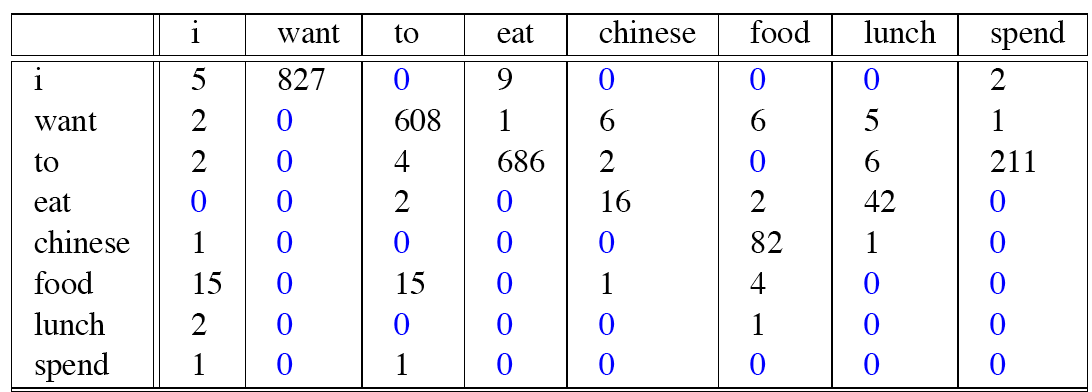 i want to eat chinese food lunch spend
i 5 827 0 9 0 0 0 2
want 2 0 608 1 6 6 5 1
to 2 0 4 686 2 0 6 211
eat 0 0 2 0 16 2 42 0
chinese 1 0 0 0 0 82 1 0
food 15 0 15 0 1 4 0 0
lunch 2 0 0 0 0 1 0 0
spend 1 0 1 0 0 0 0 0